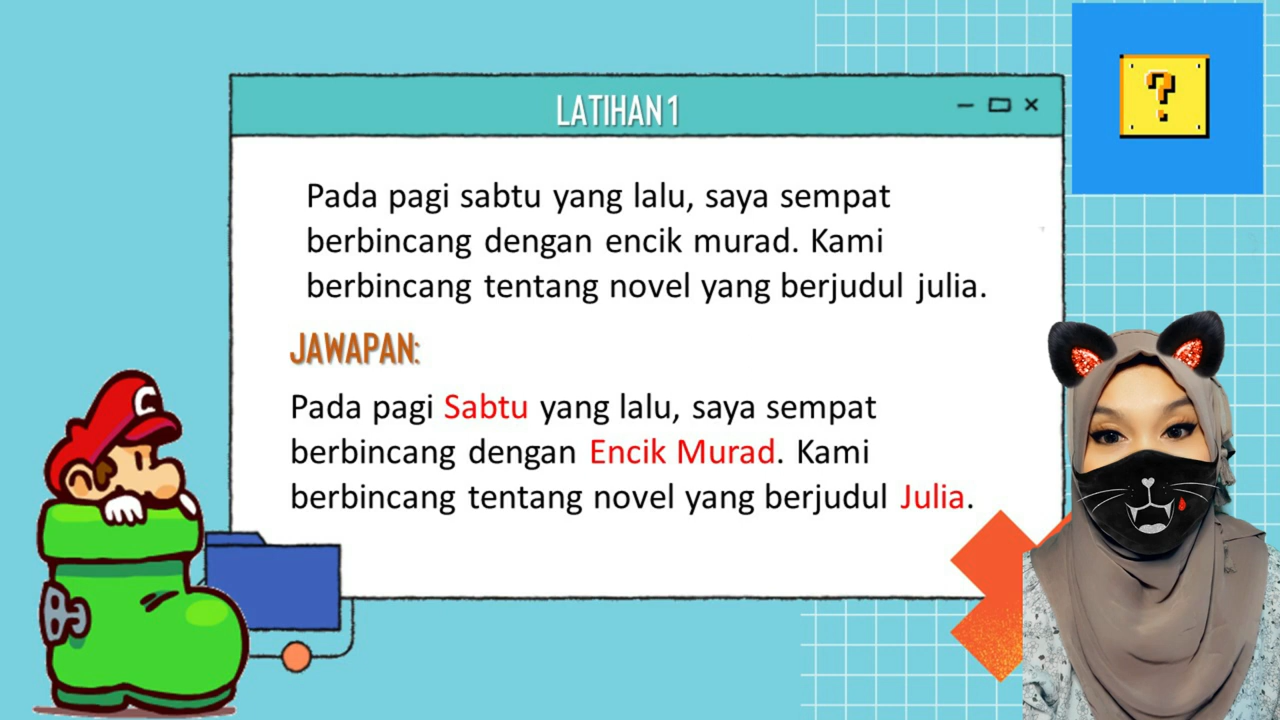 LATIHAN 1
Pada pagi sabtu yang lalu, saya sempat
berbincang dengan encik murad. Kami
berbincang tentang novel yang berjudul julia.
JAWAPAN:
Pada pagi Sabtu yang lalu, saya sempat
berbincang dengan Encik Murad. Kami
berbincang tentang novel yang berjudul Julia.
?
C